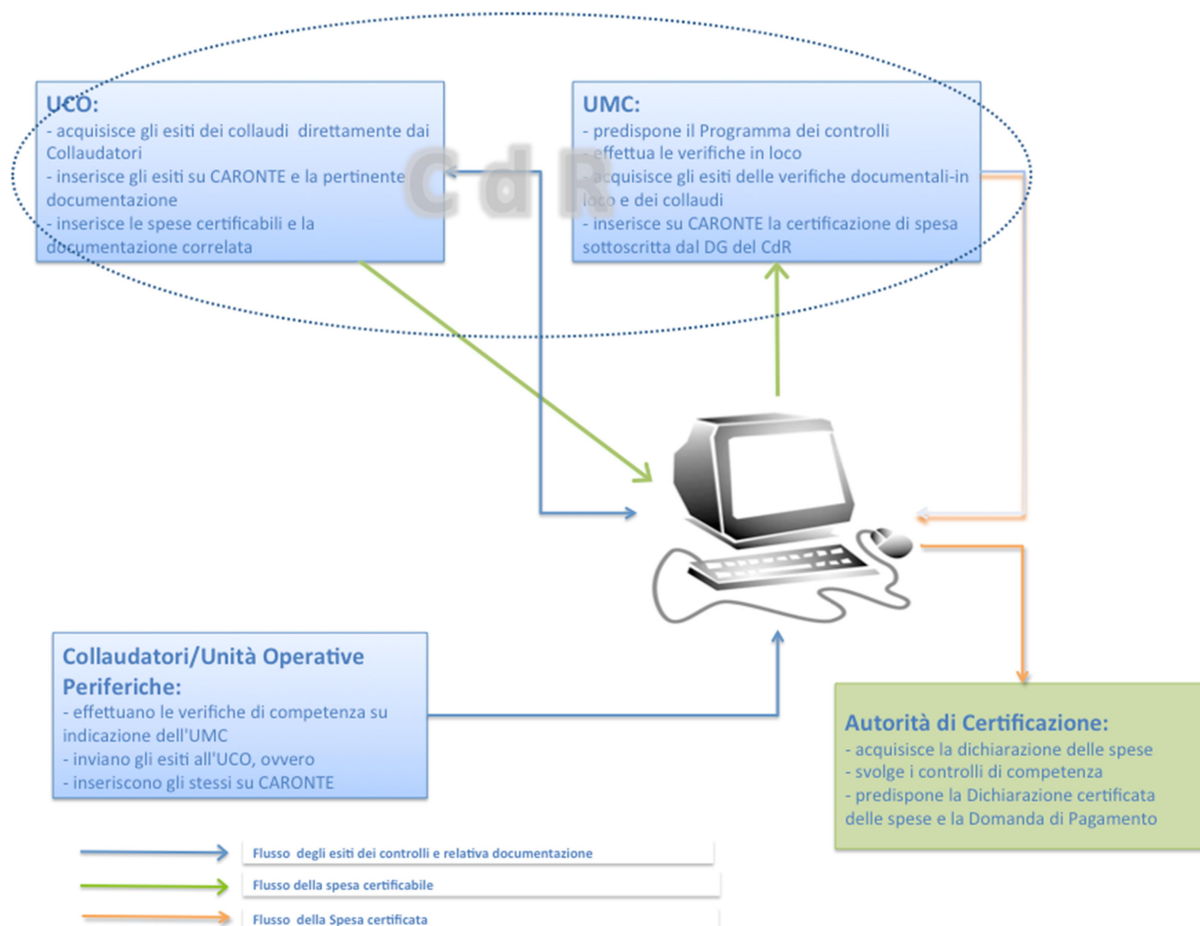 UCO:
- acquisisce gli esiti dei collaudi direttamente dai
Collaudatori
- inserisce gli esiti su CARONTE e la pertinente
documentazione
- inserisce le spese certificabili e la
documentazione correlata
CdR
UMC:
- predispone il Programma dei controlli
- effettua le verifiche in loco
- acquisisce gli esiti delle verifiche documentali-in
loco e dei collaudi
- inserisce su CARONTE la certificazione di spesa
sottoscritta dal DG del CdR
Collaudatori/Unità Operative
Periferiche:
- effettuano le verifiche di competenza su
indicazione dell'UMC
- inviano gli esiti all'UCO, ovvero
- inseriscono gli stessi su CARONTE
Autorità di Certificazione:
- acquisisce la dichiarazione delle spese
- svolge i controlli di competenza
- predispone la Dichiarazione certificata
delle spese e la Domanda di Pagamento
Flusso degli esiti dei controlli e relativa documentazione
Flusso della spesa certificabile
Flusso della Spesa certificata